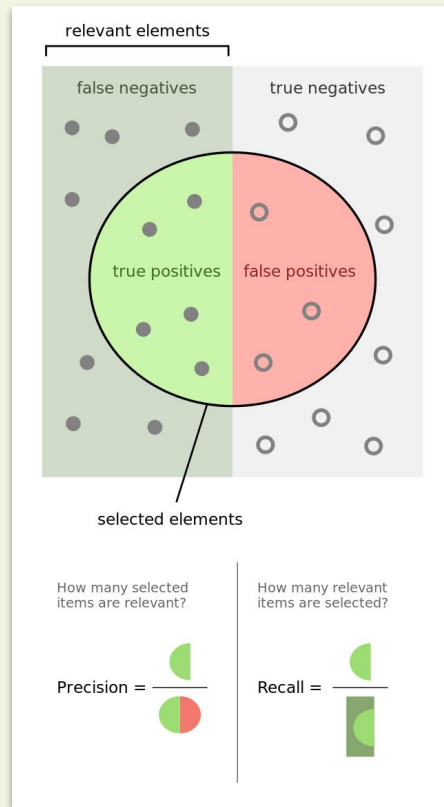 relevant elements
false negatives
true negatives
true positives
false positives
selected elements
How many selected
items are relevant?
Precision =
How many relevant
items are selected?
Recall =